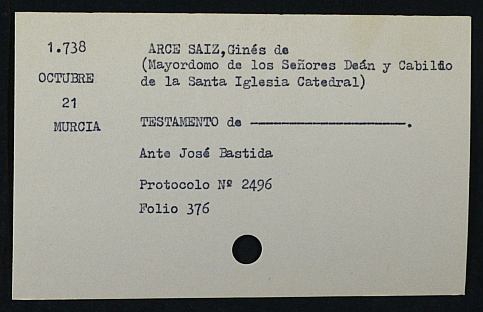 1.738
OCTUBRE
21
MURCIA
ARCE SAIZ,Ginés de
(Mayordomo de los Señores Deán y Cabildo
de la Santa Iglesia Catedral)
TESTAMENTO de ———————————.
Ante José Bastida
Protocolo Nº 2496
Folio 376